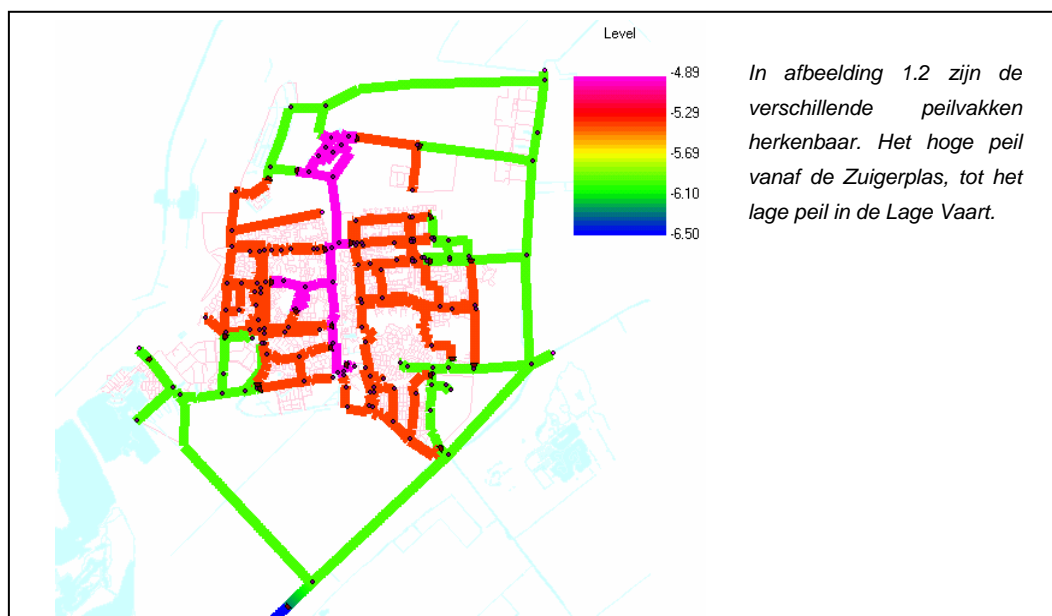 Level
-4.89
-5.29
-5.69
-6.10
-6.50
In afbeelding 1.2 zijn de
verschillende peilvakken
herkenbaar. Het hoge peil
vanaf de Zuigerplas, tot het
lage peil in de Lage Vaart.